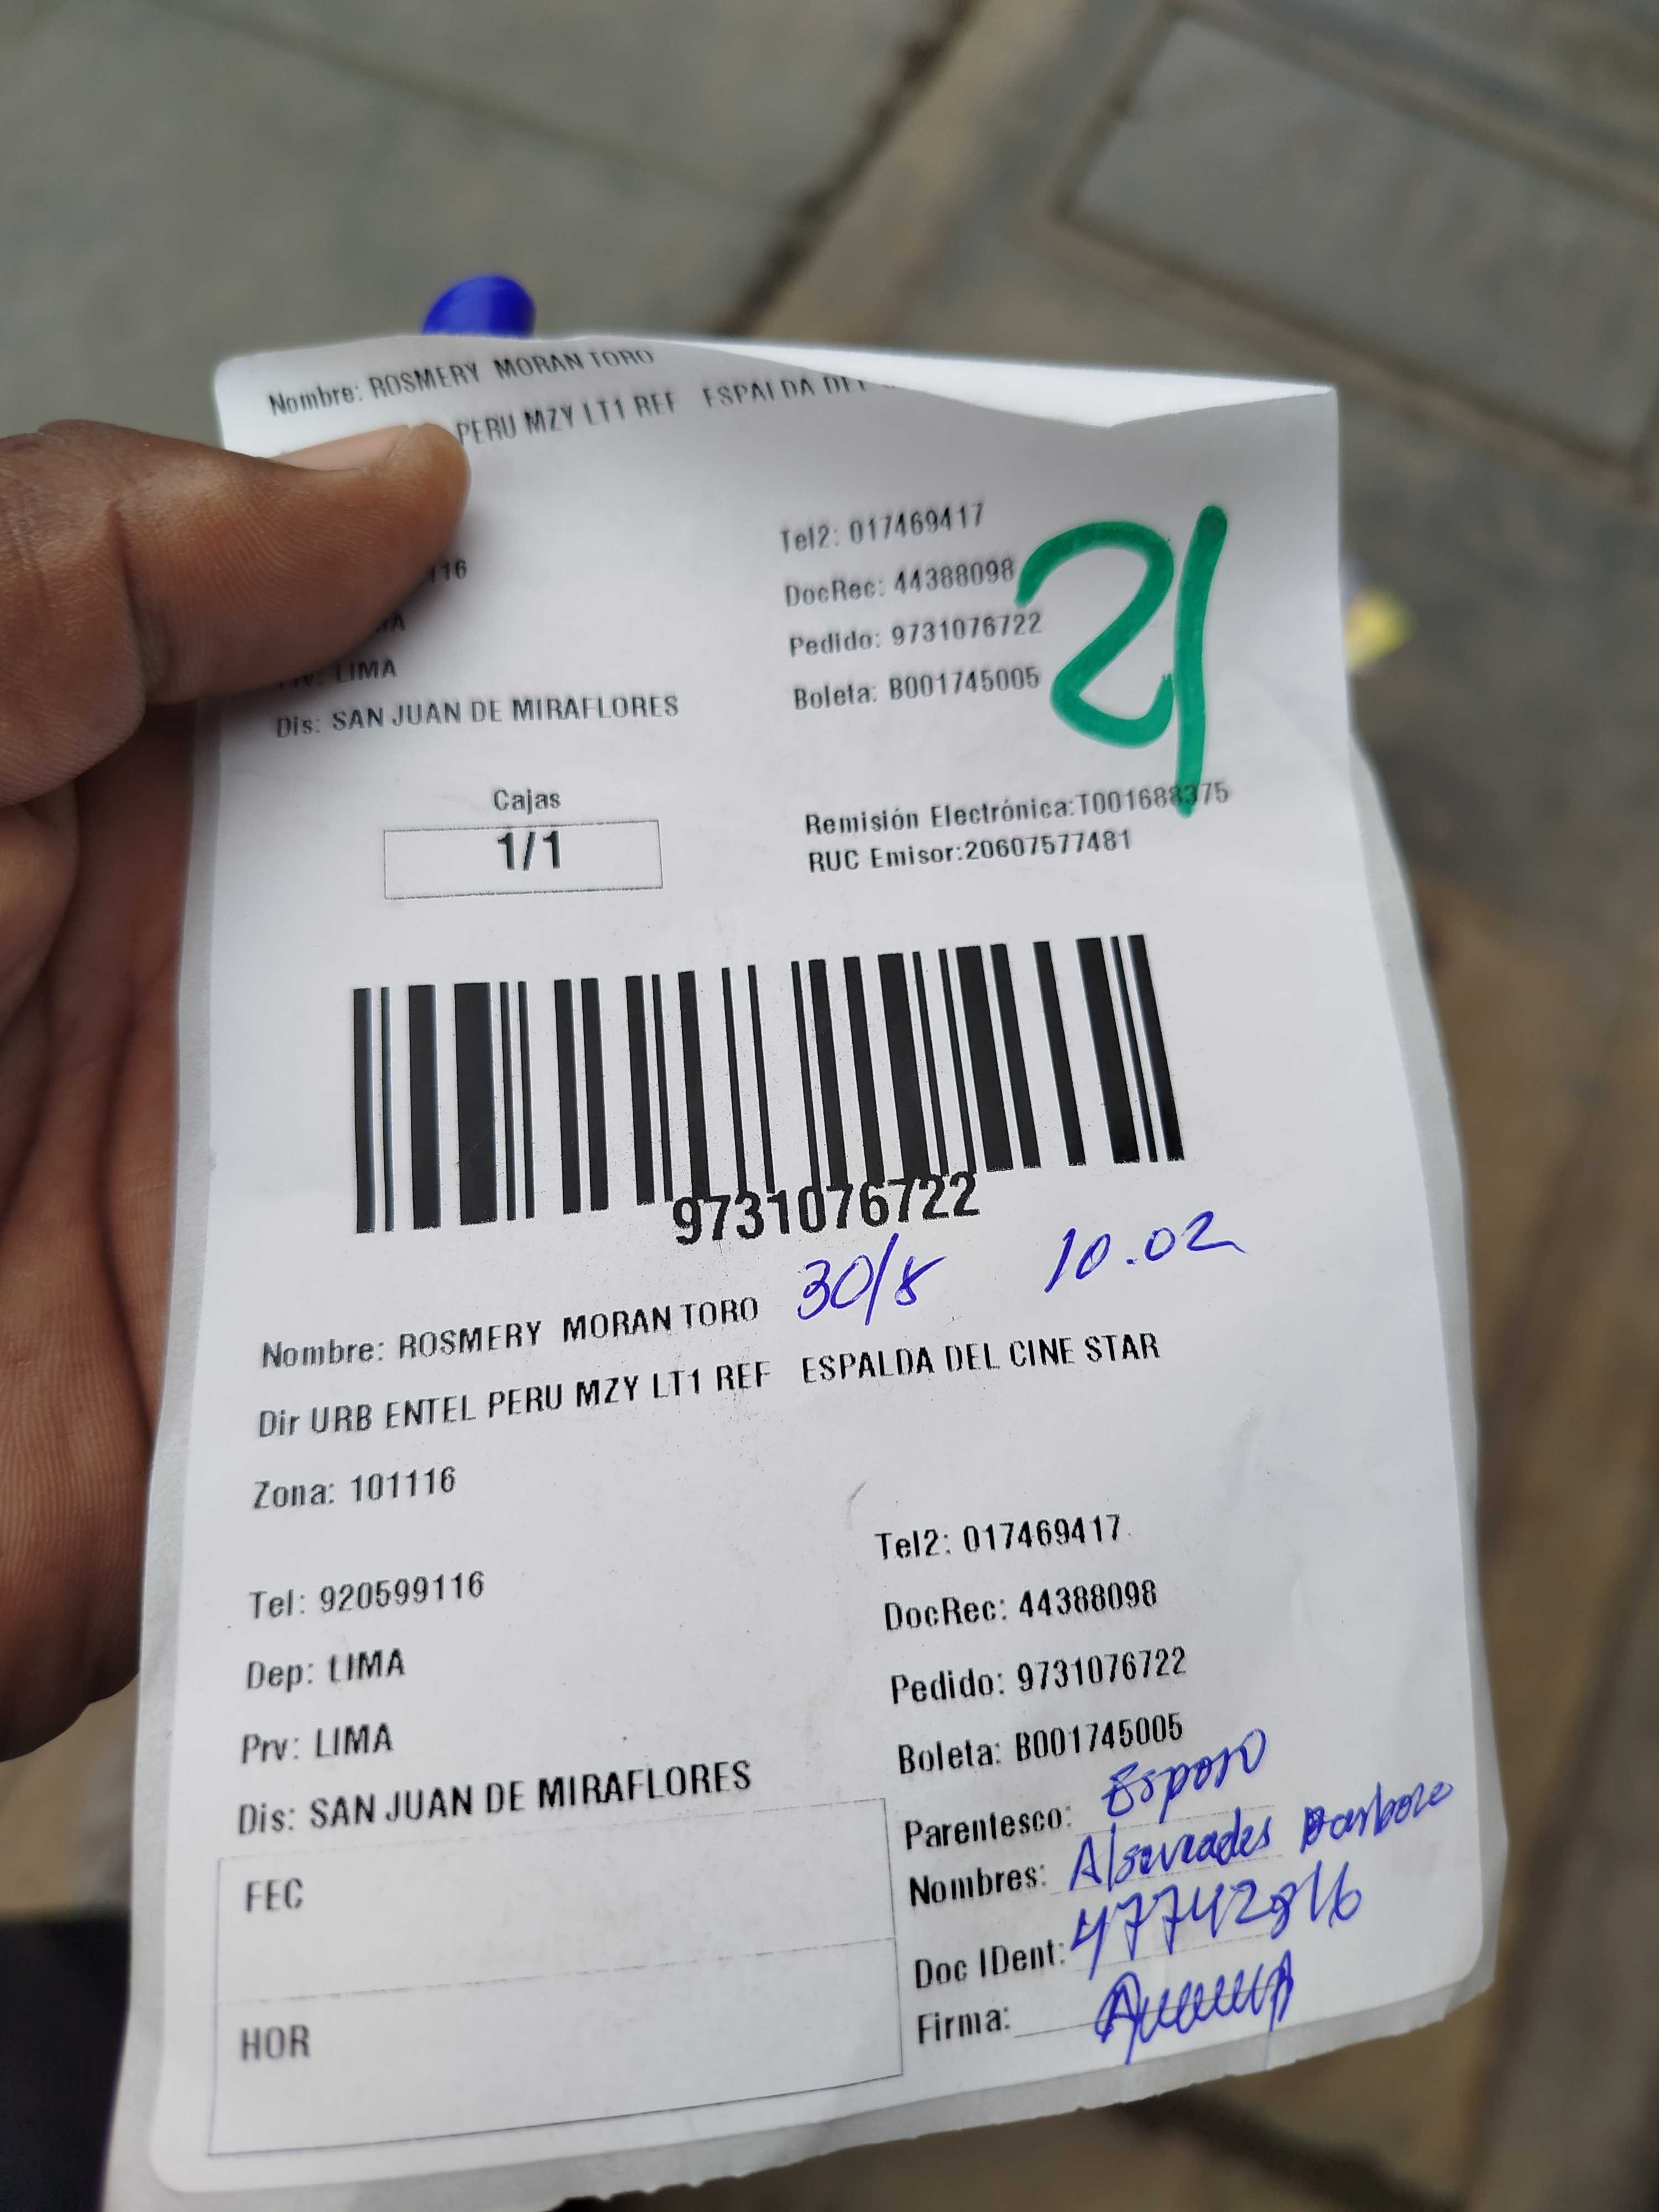 Nombre: ROSMERY MORAN TORO
PERU MZY LT1 REF ESPALDA DEL
Tel2: 017469417
116
DocRec: 44388098
Pedido: 9731076722
LIMA
Boleta: B001745005
Dis: SAN JUAN DE MIRAFLORES
21
Cajas
1/1
Remisión Electrónica:T001688375
RUC Emisor:20607577481
9731076722
30/8 10.02
Nombre: ROSMERY MORAN TORO
Dir URB ENTEL PERU MZY LT1 REF ESPALDA DEL CINE STAR
Zona: 101116
Tel: 920599116
Tel2: 017469417
Dep: LIMA
DocRec: 44388098
Prv: LIMA
Pedido: 9731076722
Dis: SAN JUAN DE MIRAFLORES
Boleta: B001745005
Parentesco: Esposo
Nombres:
Doc IDent: 47742816
Firma:
FEC
HOR